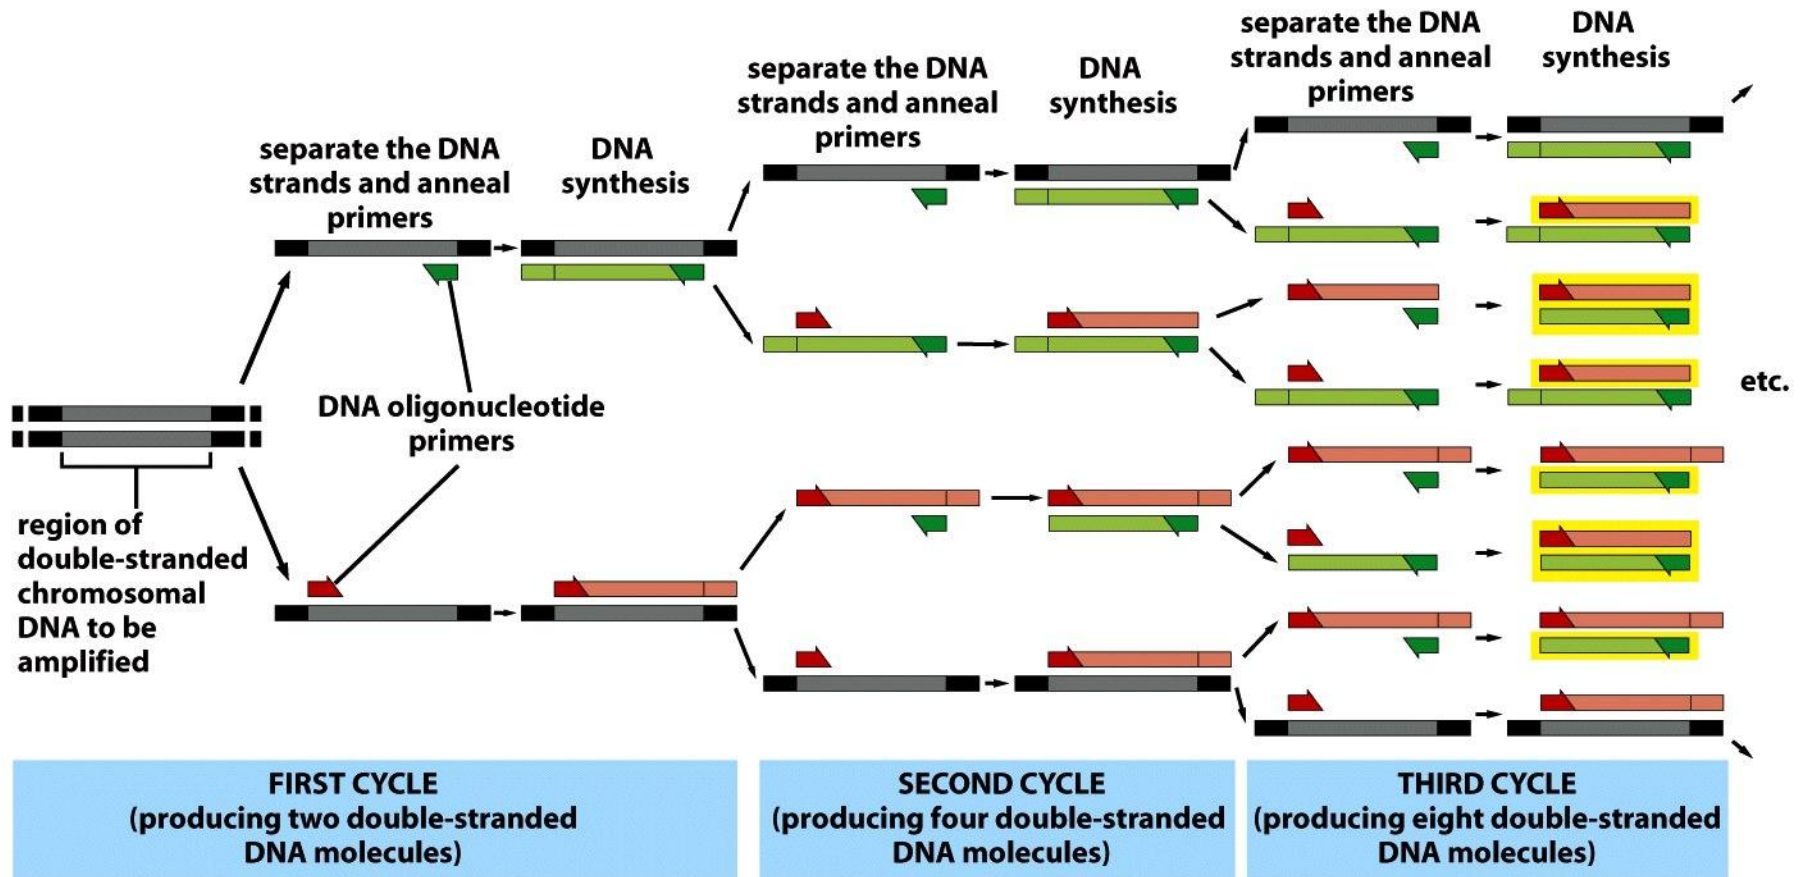 separate the DNA
strands and anneal
primers
DNA
synthesis
separate the DNA
strands and anneal
primers
DNA
synthesis
separate the DNA
strands and anneal
primers
DNA
synthesis
DNA oligonucleotide
primers
region of
double-stranded
chromosomal
DNA to be
amplified
etc.
FIRST CYCLE
(producing two double-stranded
DNA molecules)
SECOND CYCLE
(producing four double-stranded
DNA molecules)
THIRD CYCLE
(producing eight double-stranded
DNA molecules)